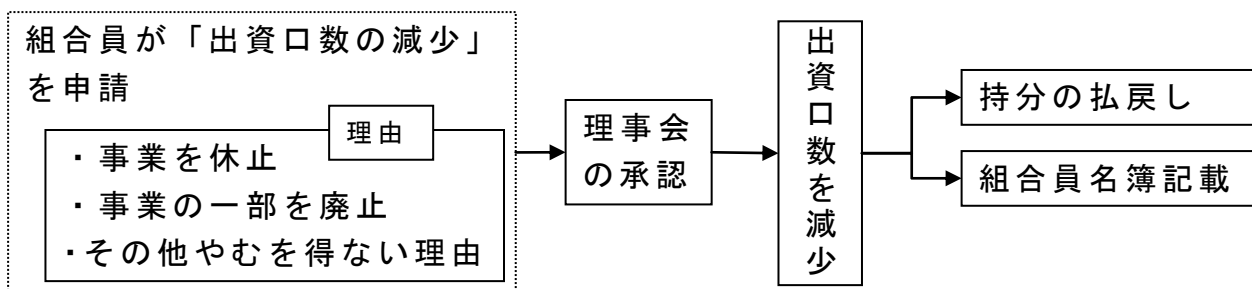 組合員が「出資口数の減少」
を申請
理由
・事業を休止
・事業の一部を廃止
・その他やむを得ない理由
理事会
の承認
出資口数を減少
持分の払戻し
組合員名簿記載